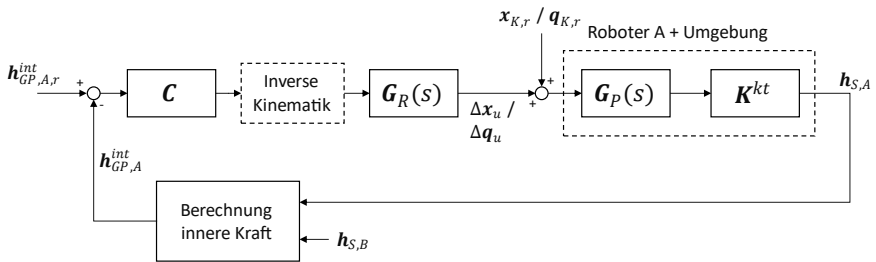 x_{K,r} / q_{K,r}
Roboter A + Umgebung
h^{int}_{GP,A,r}
+
-
C
Inverse
Kinematik
G_R(s)
Δx_u /
Δq_u
+
+
G_P(s)
K^{kt}
h_{S,A}
h^{int}_{GP,A}
Berechnung
innere Kraft
h_{S,B}